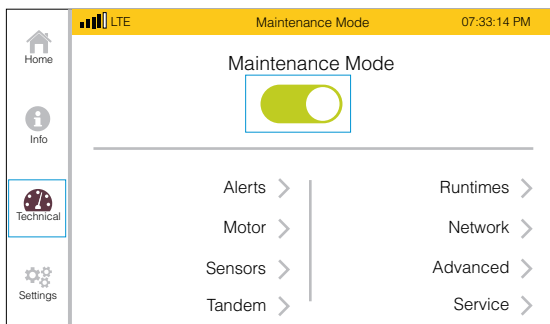 LTE Maintenance Mode 07:33:14 PM
Home
Maintenance Mode
Info
Technical
Settings
Alerts
Motor
Sensors
Tandem
Runtimes
Network
Advanced
Service